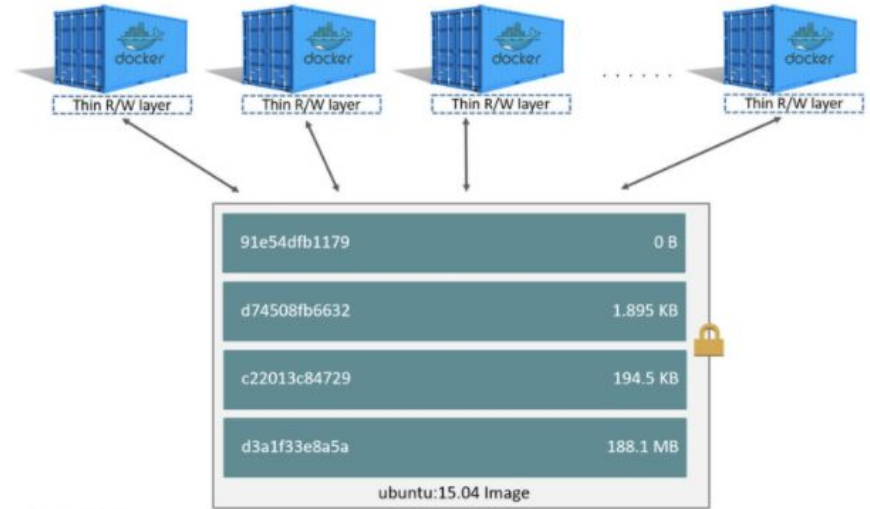 docker docker docker docker
Thin R/W layer Thin R/W layer Thin R/W layer Thin R/W layer
91e54dfb1179 0 B
d74508fb6632 1.895 KB
c22013c84729 194.5 KB
d3a1f33e8a5a 188.1 MB
ubuntu:15.04 Image